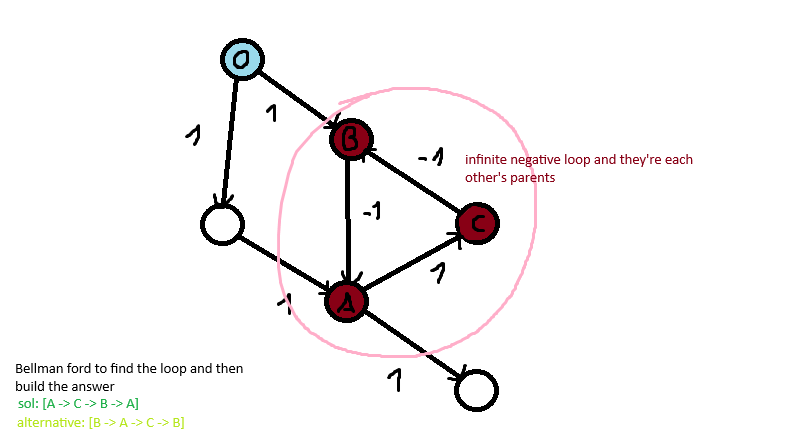 0
1
1
B
-1
infinite negative loop and they're each
other's parents
-1
C
1
A
1
1
Bellman ford to find the loop and then
build the answer
sol: [A -> C -> B -> A]
alternative: [B -> A -> C -> B]